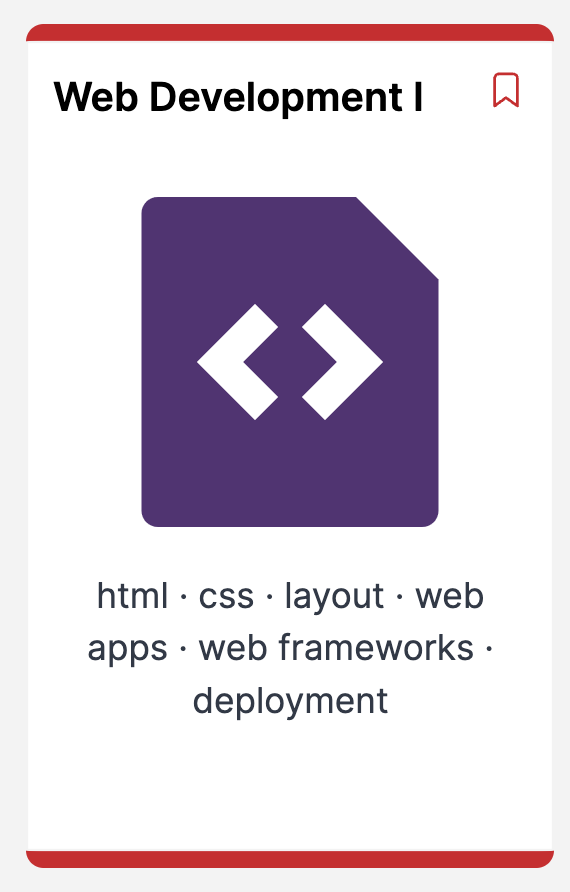 Web Development I
html · css · layout · web
apps · web frameworks ·
deployment